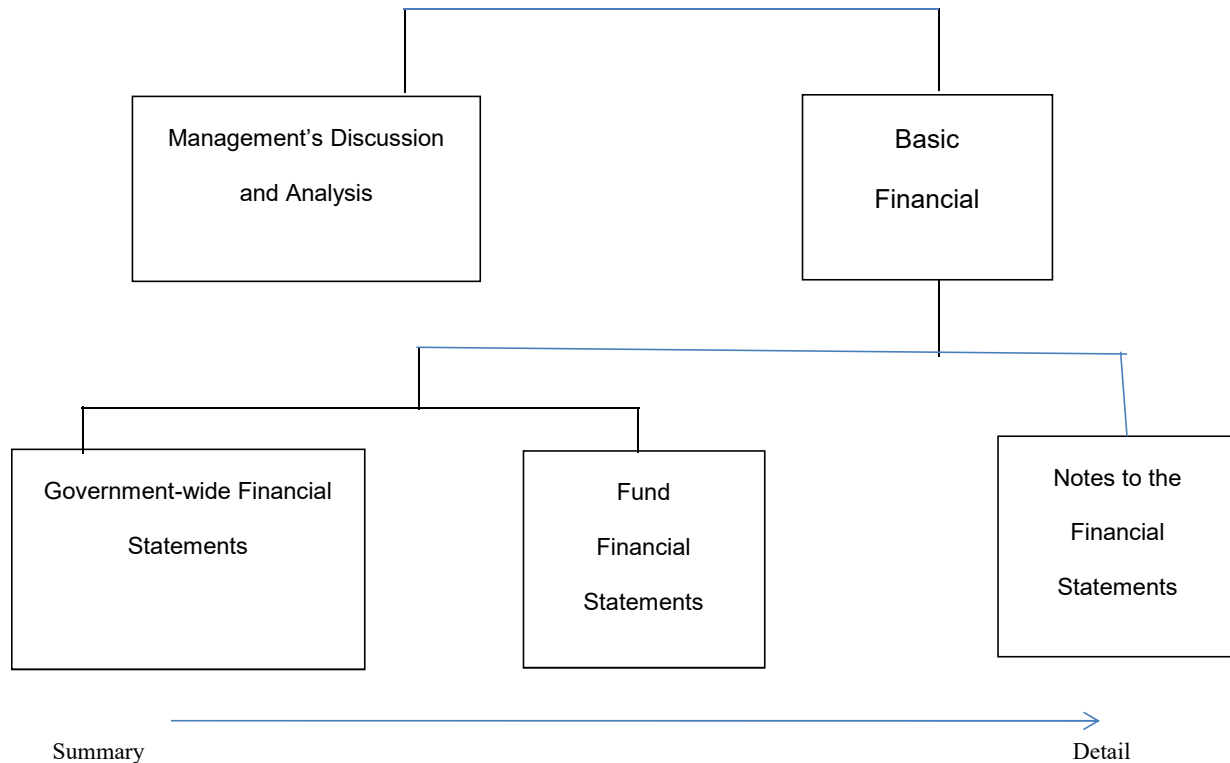 Management’s Discussion
and Analysis
Basic
Financial
Government-wide Financial
Statements
Fund
Financial
Statements
Notes to the
Financial
Statements
Summary
Detail